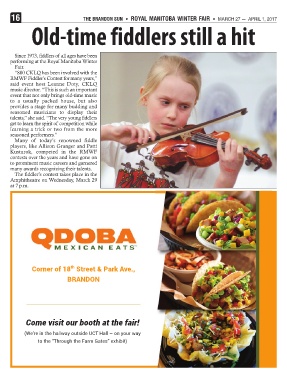 16
THE BRANDON SUN • ROYAL MANITOBA WINTER FAIR • MARCH 27 — APRIL 1, 2017
Old-time fiddlers still a hit
Since 1973, fiddlers of all ages have been
performing at the Royal Manitoba Winter
Fair.
"880 CKLQ has been involved with the
RMWF Fiddler's Contest for many years,"
said event host Leanne Doty, CKLQ
music director. "This is such an important
event that not only brings old-time music
to a usually packed house, but also
provides a stage for many budding and
seasoned musicians to display their
talents," she said. "The very young fiddlers
get to learn the spirit of competition while
learning a trick or two from the more
seasoned performers."
Many of today's renowned fiddle
players, like Allison Granger and Patti
Kusturok, competed in the RMWF
contests over the years and have gone on
to prominent music careers and garnered
many awards recognizing their talents.
The fiddler's contest takes place in the
Amphitheatre on Wednesday, March 29
at 7 p.m.
QDOBA
MEXICAN EATS
Corner of 18th Street & Park Ave.,
BRANDON
Come visit our booth at the fair!
(We're in the hallway outside UCT Hall – on your way
to the "Through the Farm Gates" exhibit)